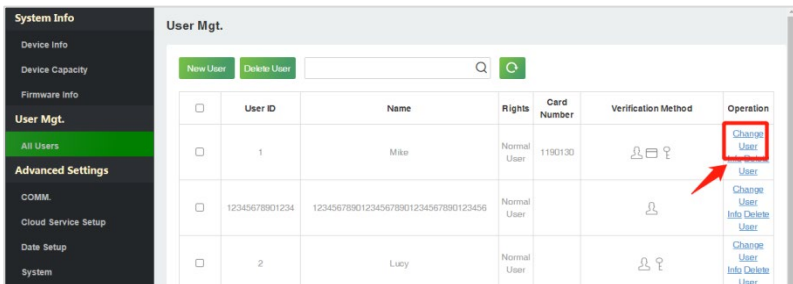 System Info
Device Info
Device Capacity
Firmware Info
User Mgt.
All Users
Advanced Settings
COMM.
Cloud Service Setup
Date Setup
System
User Mgt.
New User Delete User
User ID Name Rights Card Number Verification Method Operation
1 Mike Normal User 1190130 Change User Info Delete User
12345678901234 123456789012345678901234567890123456 Normal User Change User Info Delete User
2 Lucy Normal User Change User Info Delete User